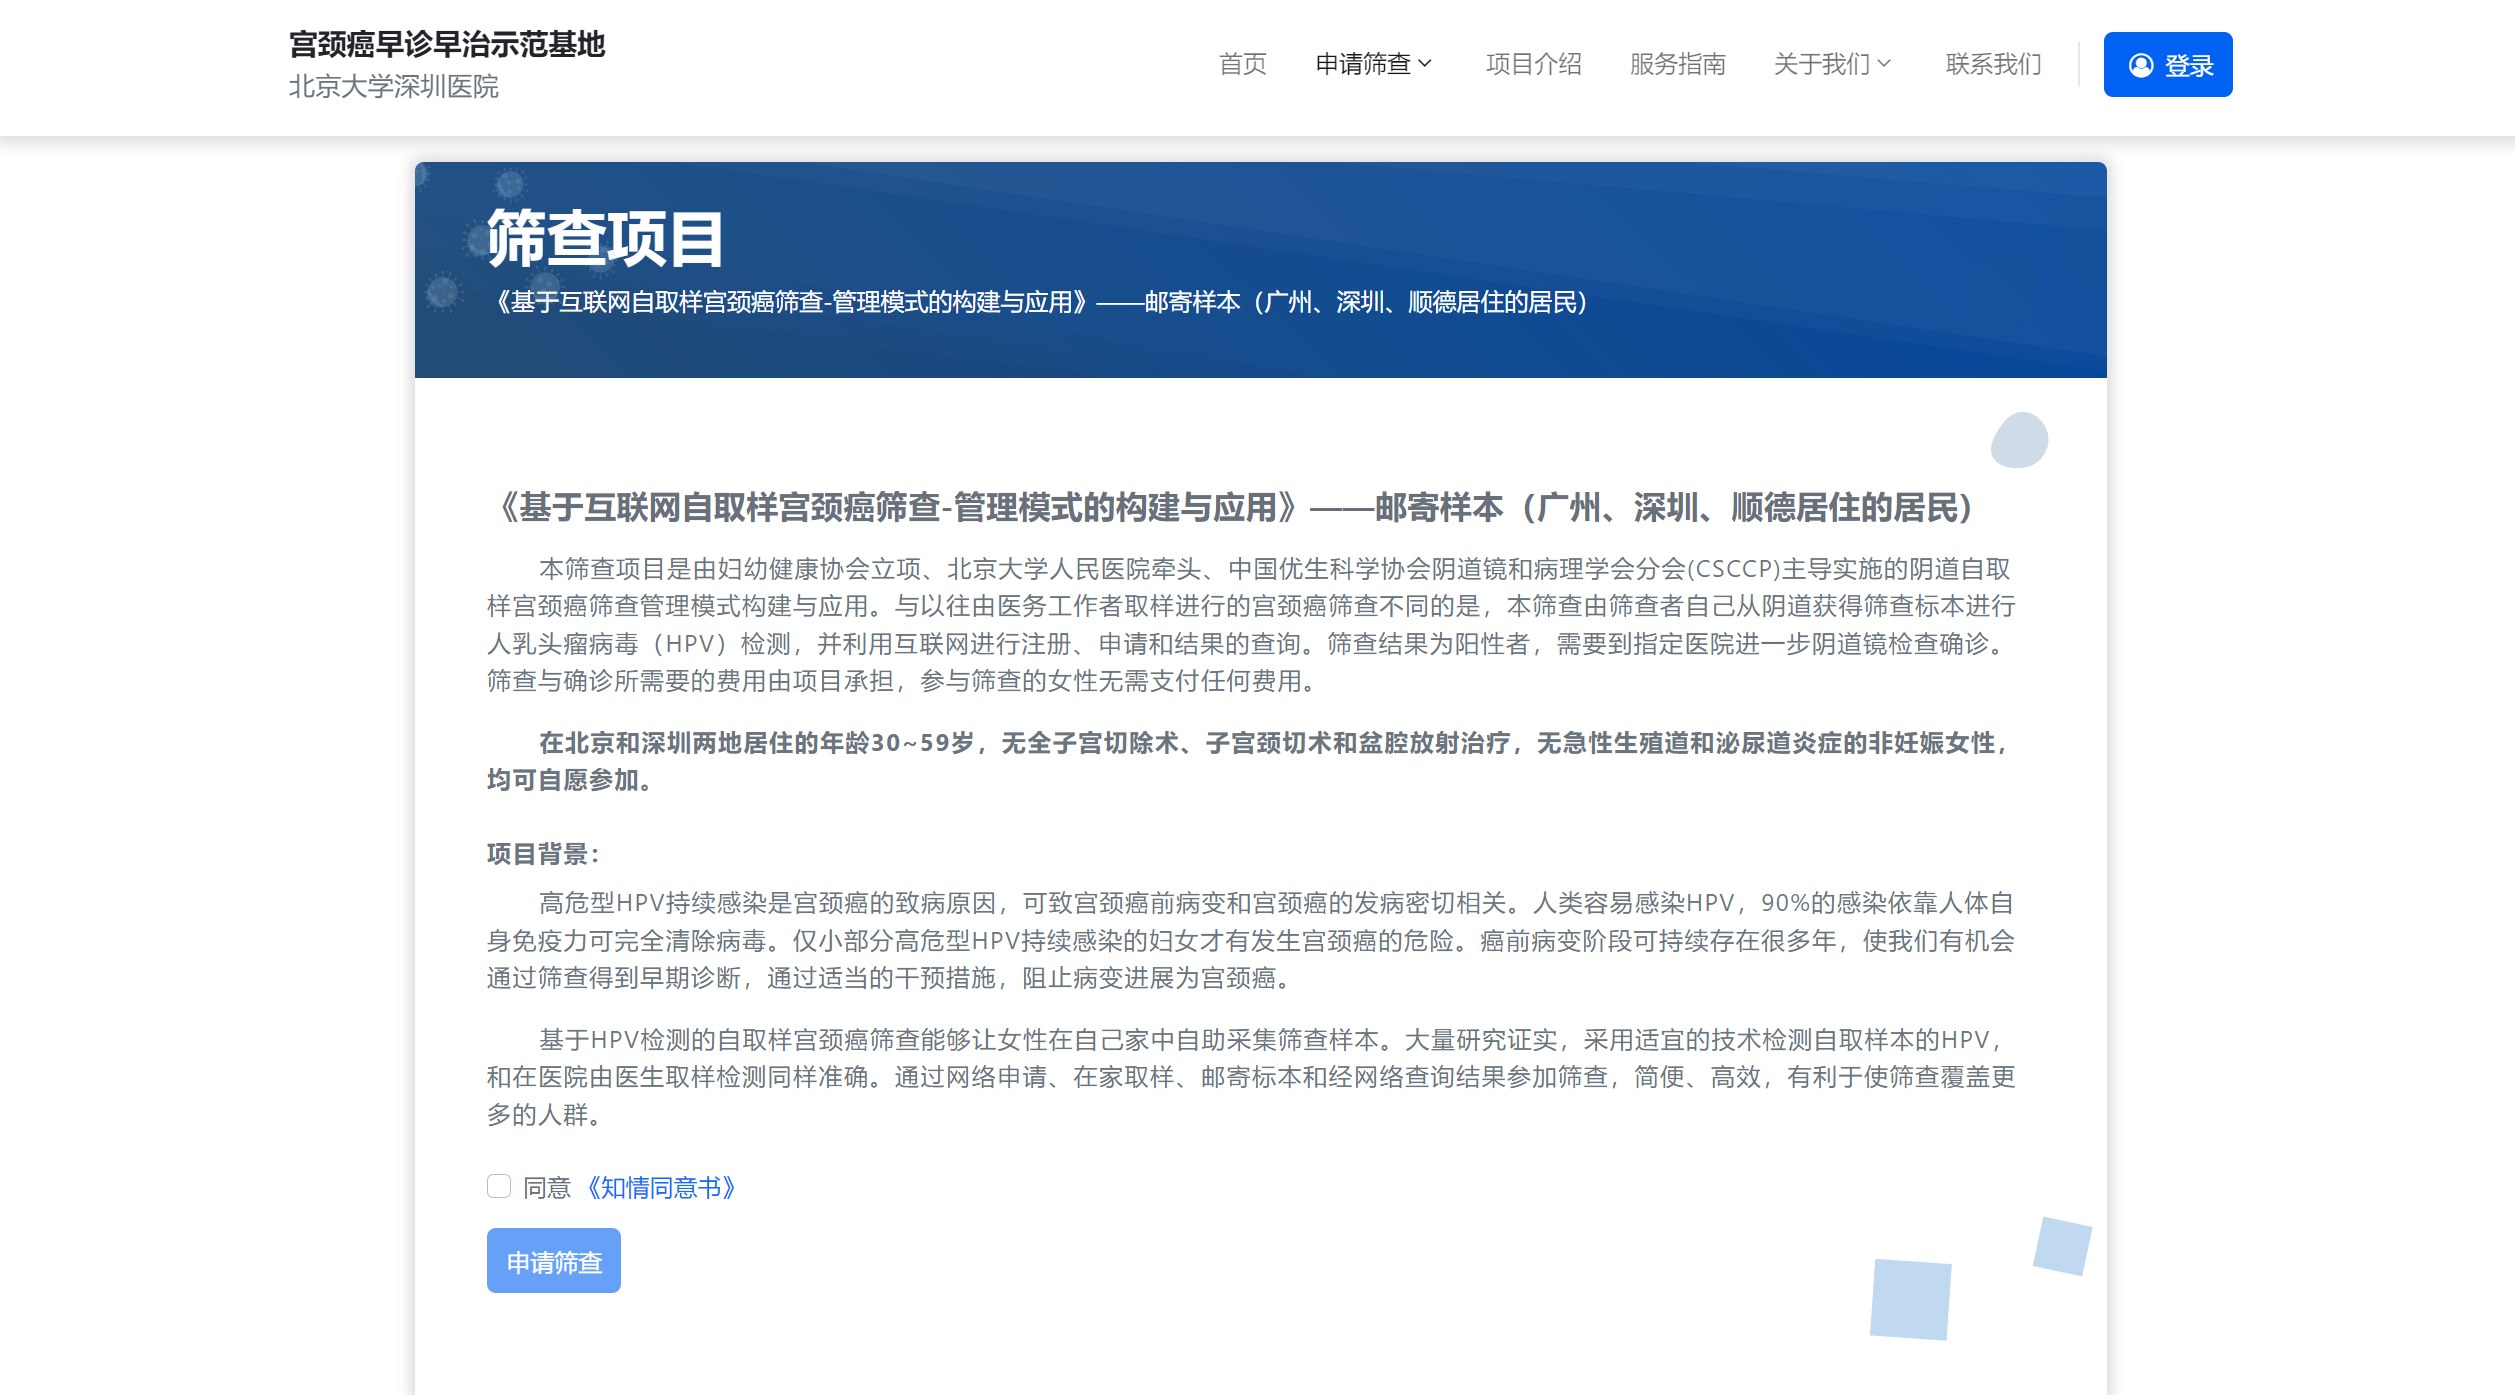 宫颈癌早诊早治示范基地
北京大学深圳医院
首页 申请筛查 项目介绍 服务指南 关于我们 联系我们 登录
筛查项目
《基于互联网自取样宫颈癌筛查-管理模式的构建与应用》——邮寄样本（广州、深圳、顺德居住的居民）
《基于互联网自取样宫颈癌筛查-管理模式的构建与应用》——邮寄样本（广州、深圳、顺德居住的居民）
本筛查项目是由妇幼健康协会立项、北京大学人民医院牵头、中国优生科学协会阴道镜和病理学会分会(CSCCP)主导实施的阴道自取
样宫颈癌筛查管理模式构建与应用。与以往由医务工作者取样进行的宫颈癌筛查不同的是，本筛查由筛查者自己从阴道获得筛查标本进行
人乳头瘤病毒（HPV）检测，并利用互联网进行注册、申请和结果的查询。筛查结果为阳性者，需要到指定医院进一步阴道镜检查确诊。
筛查与确诊所需要的费用由项目承担，参与筛查的女性无需支付任何费用。
在北京和深圳两地居住的年龄30~59岁，无全子宫切除术、子宫颈切术和盆腔放射治疗，无急性生殖道和泌尿道炎症的非妊娠女性，
均可自愿参加。
项目背景：
高危型HPV持续感染是宫颈癌的致病原因，可致宫颈癌前病变和宫颈癌的发病密切相关。人类容易感染HPV，90%的感染依靠人体自
身免疫力可完全清除病毒。仅小部分高危型HPV持续感染的妇女才有发生宫颈癌的危险。癌前病变阶段可持续存在很多年，使我们有机会
通过筛查得到早期诊断，通过适当的干预措施，阻止病变进展为宫颈癌。
基于HPV检测的自取样宫颈癌筛查能够让女性在自己家中自助采集筛查样本。大量研究证实，采用适宜的技术检测自取样本的HPV，
和在医院由医生取样检测同样准确。通过网络申请、在家取样、邮寄标本和经网络查询结果参加筛查，简便、高效，有利于使筛查覆盖更
多的人群。
同意 《知情同意书》
申请筛查